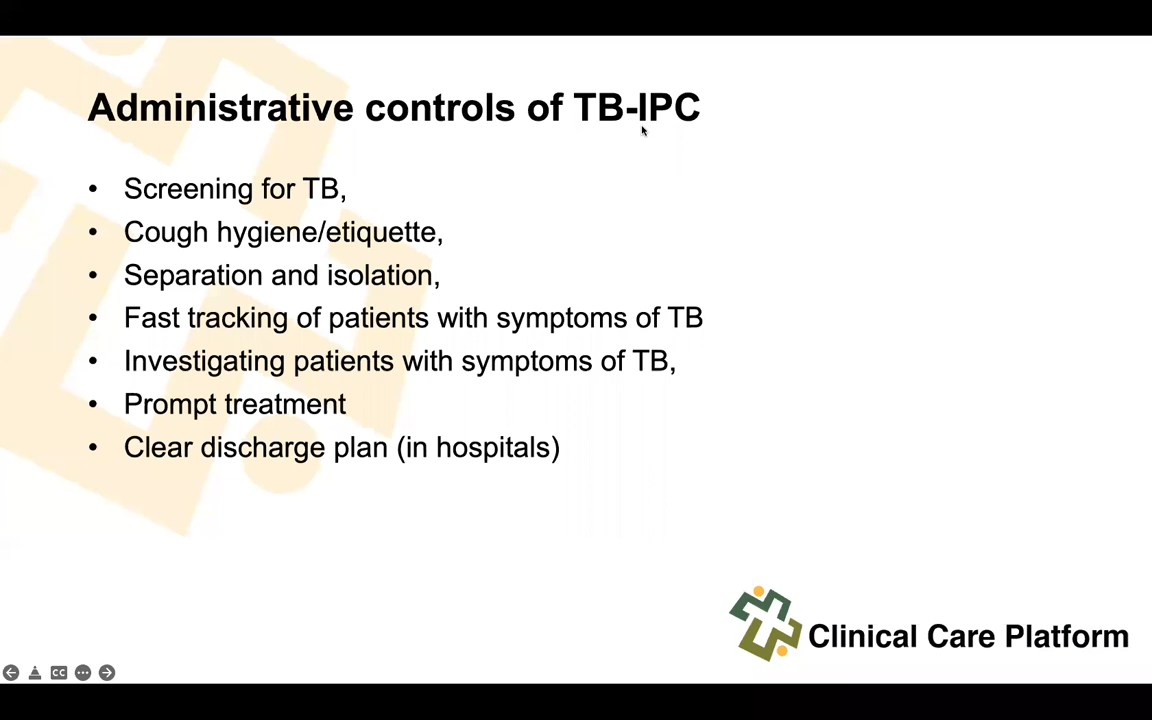 Administrative controls of TB-IPC
• Screening for TB,
• Cough hygiene/etiquette,
• Separation and isolation,
• Fast tracking of patients with symptoms of TB
• Investigating patients with symptoms of TB,
• Prompt treatment
• Clear discharge plan (in hospitals)
Clinical Care Platform
CC